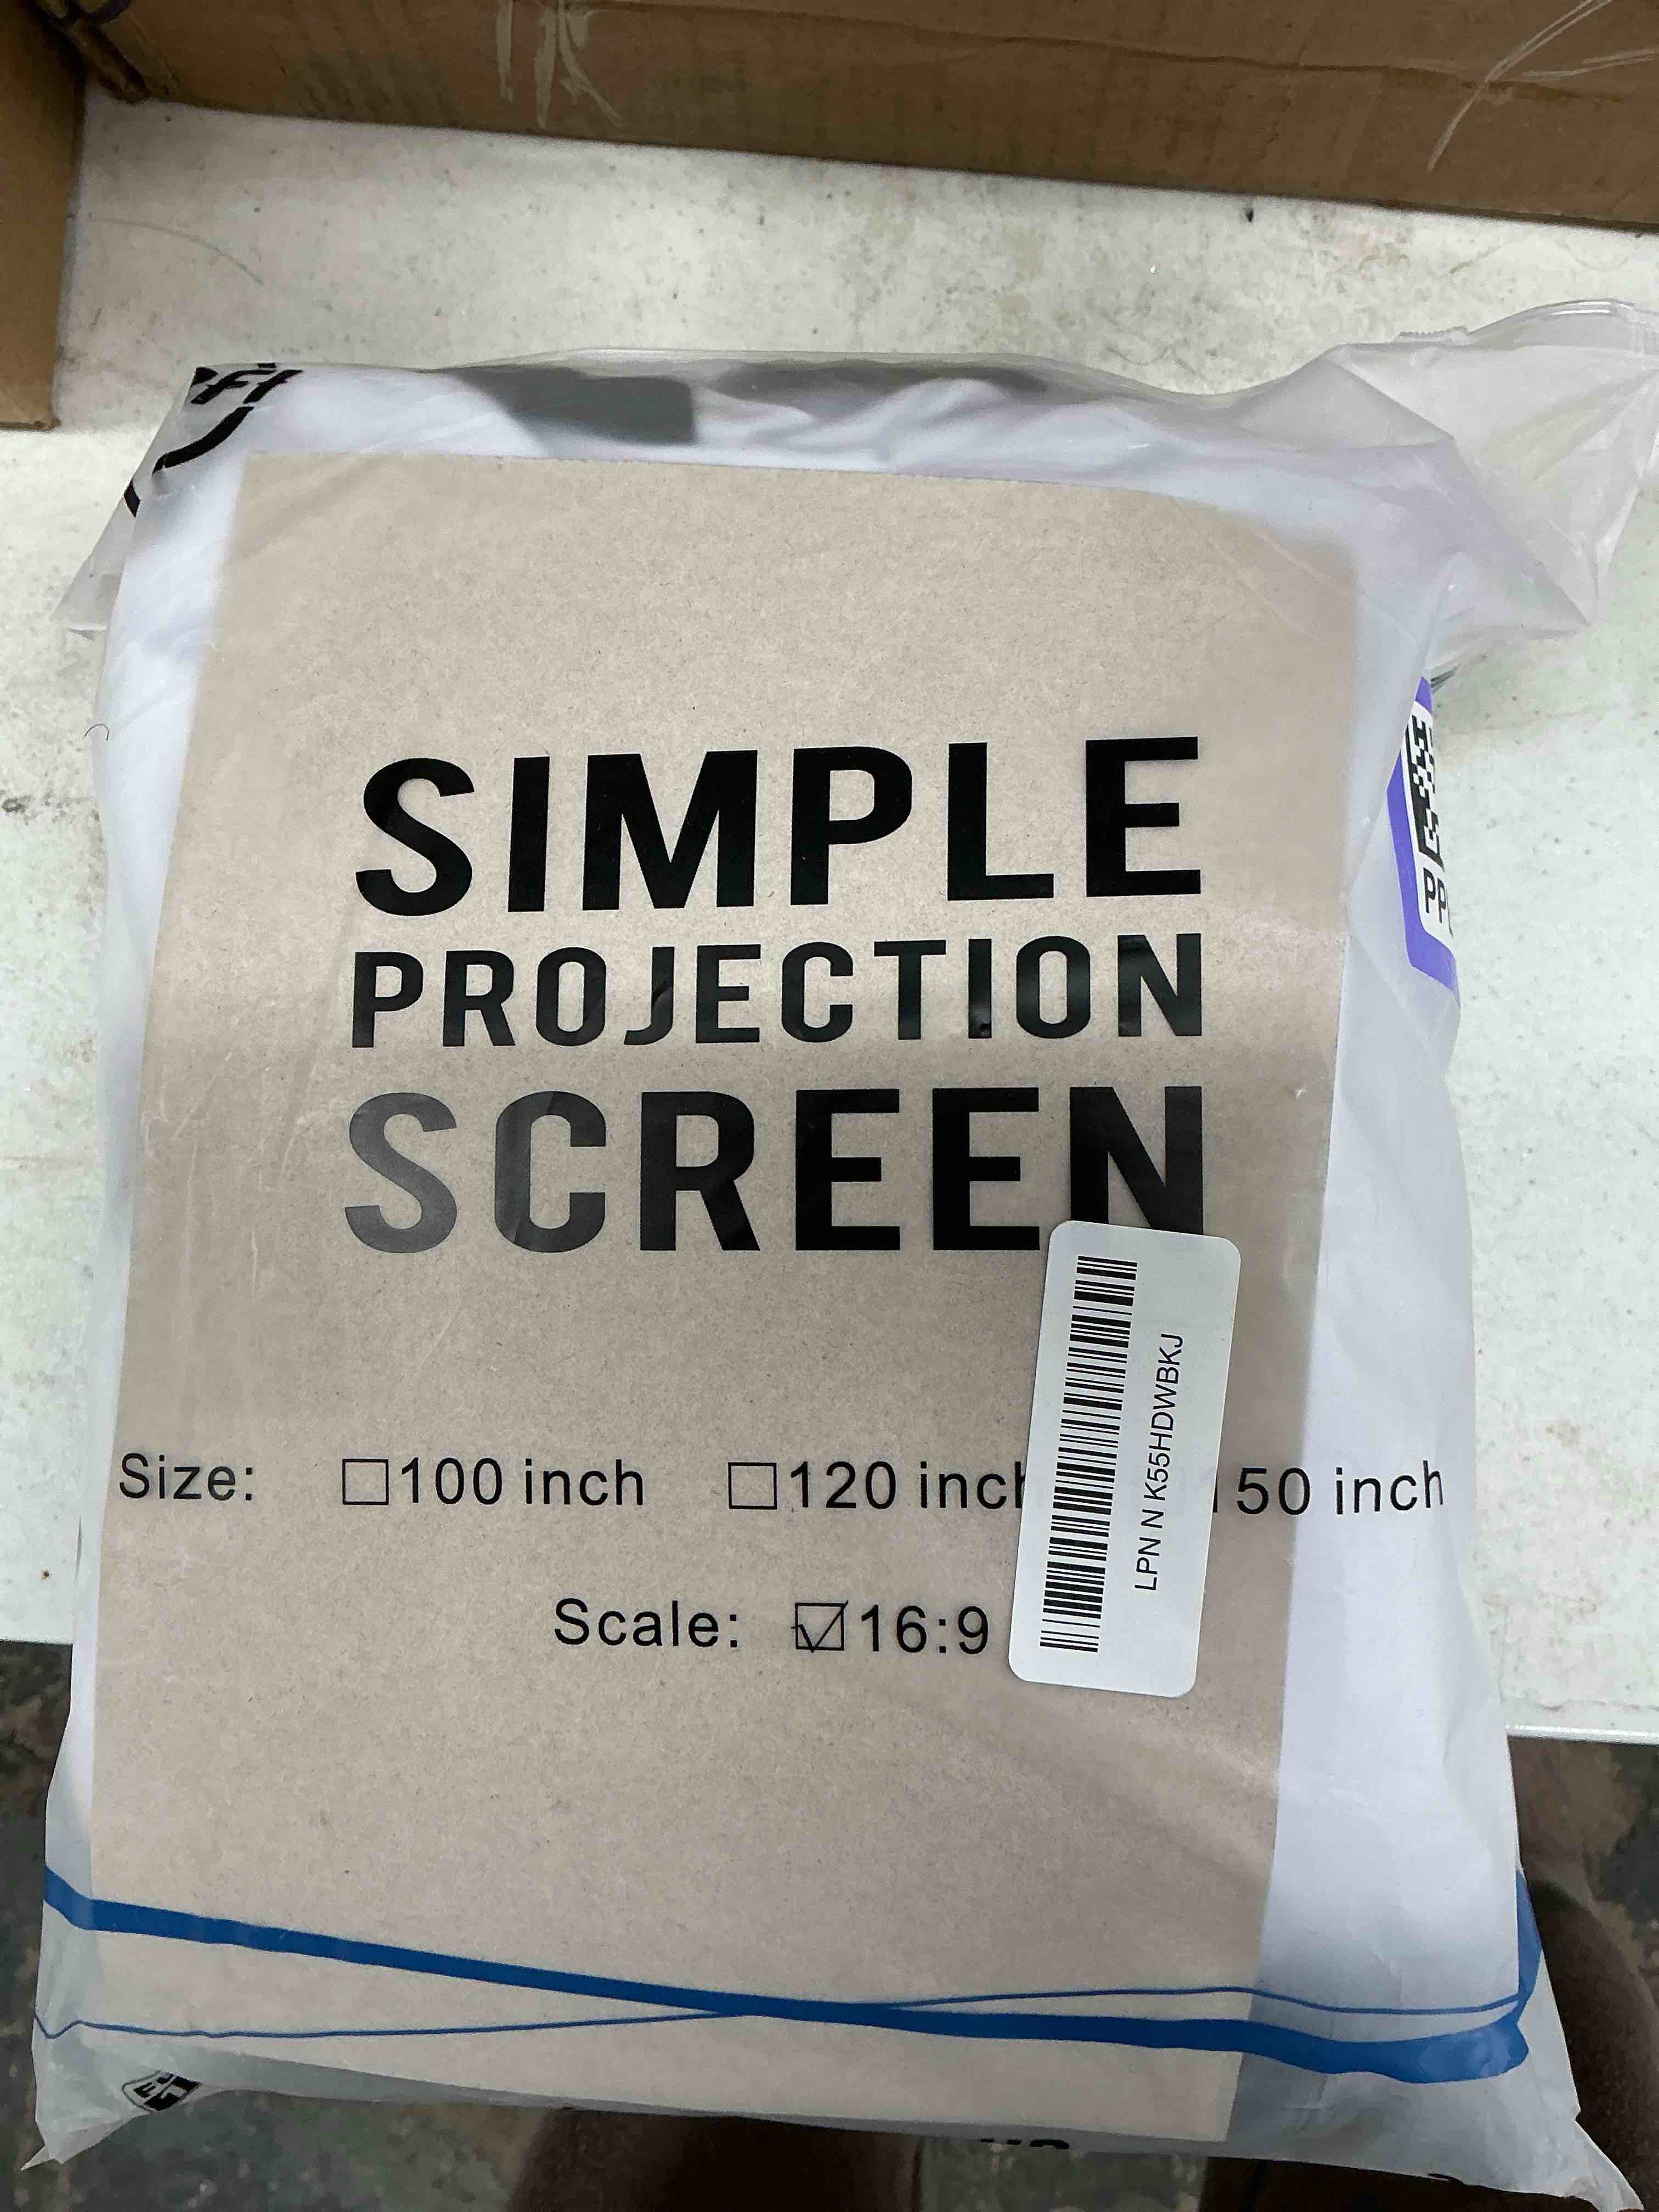 SIMPLE
PROJECTION
SCREEN
Size: ☐100 inch ☐120 inch 150 inch
Scale: ☑16:9
LPN N K55HDWBKJ